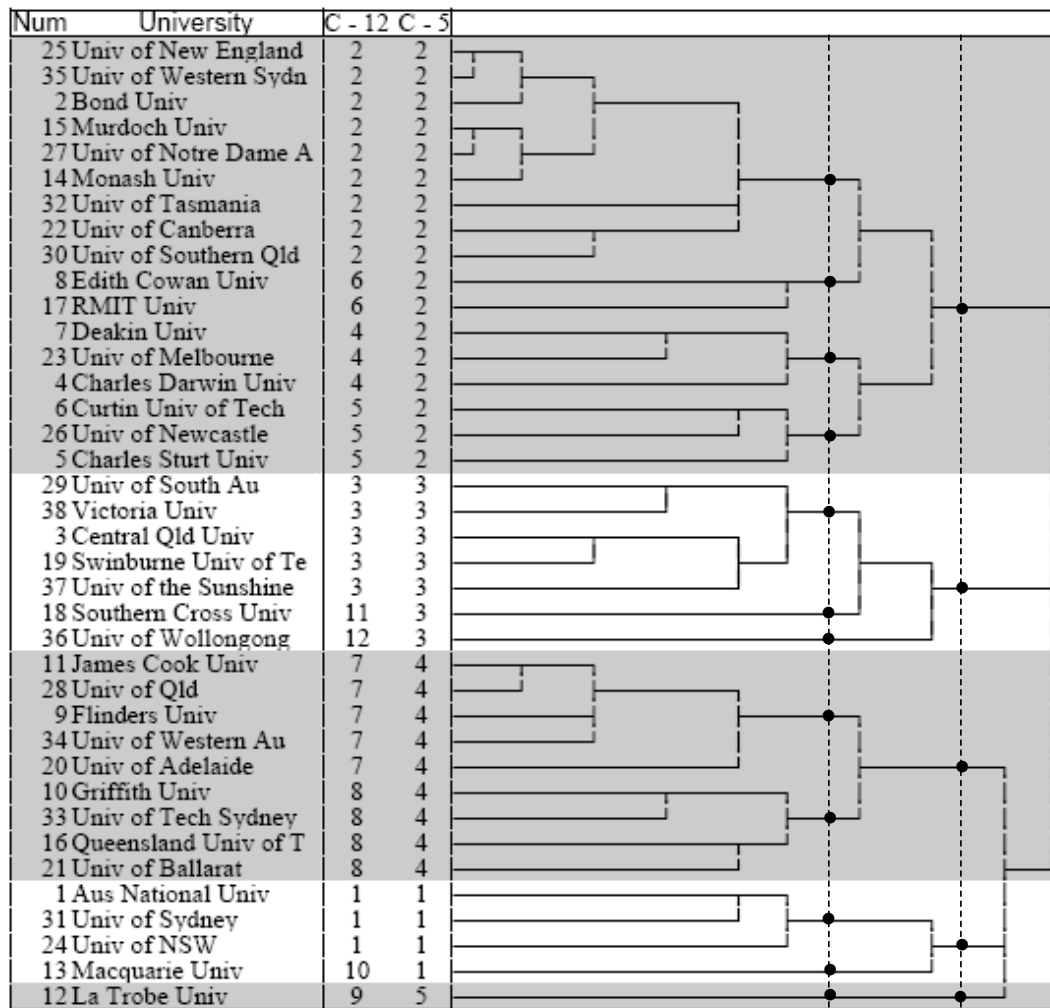 Num University C - 12 C - 5
25 Univ of New England 2 2
35 Univ of Western Sydn 2 2
2 Bond Univ 2 2
15 Murdoch Univ 2 2
27 Univ of Notre Dame A 2 2
14 Monash Univ 2 2
32 Univ of Tasmania 2 2
22 Univ of Canberra 2 2
30 Univ of Southern Qld 2 2
8 Edith Cowan Univ 6 2
17 RMIT Univ 6 2
7 Deakin Univ 4 2
23 Univ of Melbourne 4 2
4 Charles Darwin Univ 4 2
6 Curtin Univ of Tech 5 2
26 Univ of Newcastle 5 2
5 Charles Sturt Univ 5 2
29 Univ of South Au 3 3
38 Victoria Univ 3 3
3 Central Qld Univ 3 3
19 Swinburne Univ of Te 3 3
37 Univ of the Sunshine 3 3
18 Southern Cross Univ 11 3
36 Univ of Wollongong 12 3
11 James Cook Univ 7 4
28 Univ of Qld 7 4
9 Flinders Univ 7 4
34 Univ of Western Au 7 4
20 Univ of Adelaide 7 4
10 Griffith Univ 8 4
33 Univ of Tech Sydney 8 4
16 Queensland Univ of T 8 4
21 Univ of Ballarat 8 4
1 Aus National Univ 1 1
31 Univ of Sydney 1 1
24 Univ of NSW 1 1
13 Macquarie Univ 10 1
12 La Trobe Univ 9 5